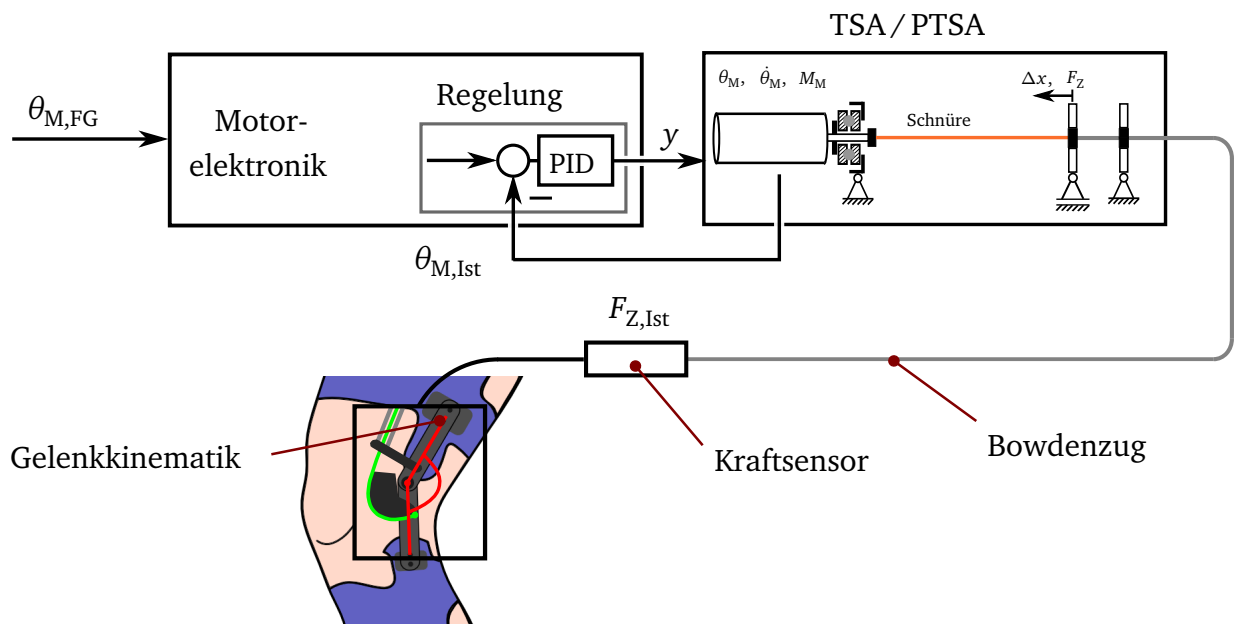 TSA / PTSA
θM,FG
Motor-
elektronik
Regelung
PID
y
θM, θ̇M, MM
Schnüre
Δx, FZ
θM,Ist
FZ,Ist
Gelenkkinematik
Kraftsensor
Bowdenzug